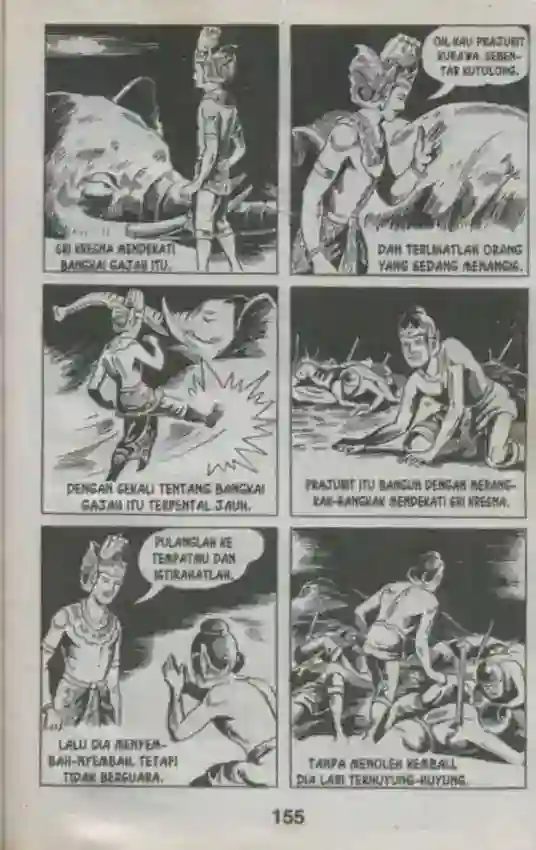 SRI KRESNA MENDEKATI
BANGKAI GAJAH ITU.
OH, KAU PRAJURIT
KURAWA SEBEN-
TAR KUTOLONG.
DAN TERLIHATLAH ORANG
YANG SEDANG MENANGIS.
DENGAN SEKALI TENTANG BANGKAI
GAJAH ITU TERPENTAL JAUH.
PRAJURIT ITU BANGUN DENGAN MERANG-
KAK-RANGKAK MENDEKATI SRI KRESNA.
PULANGLAH KE
TEMPATMU DAN
ISTIRAHATLAH.
LALU DIA MENYEM-
BAH-NYEMBAH, TETAPI
TIDAK BERSUARA.
TANPA MENOLEH KEMBALI,
DIA LARI TERHUYUNG-HUYUNG.
155